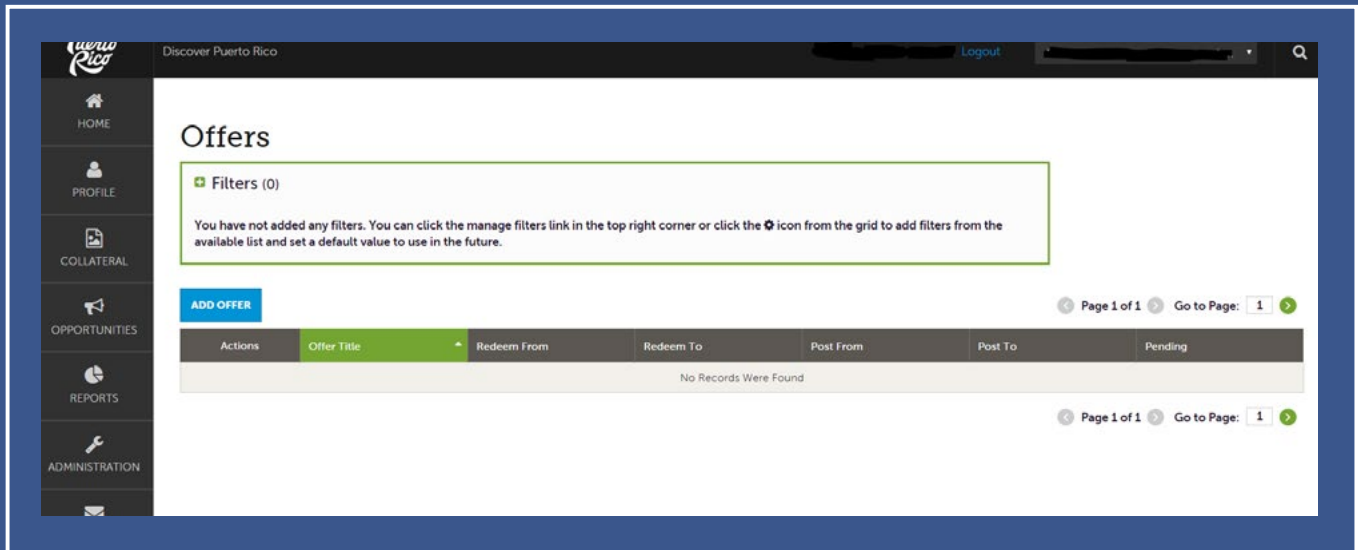 Puerto
Rico
Discover Puerto Rico
Logout
HOME
PROFILE
COLLATERAL
OPPORTUNITIES
REPORTS
ADMINISTRATION
Offers
Filters (0)
You have not added any filters. You can click the manage filters link in the top right corner or click the icon from the grid to add filters from the
available list and set a default value to use in the future.
ADD OFFER
Page 1 of 1 Go to Page: 1
Actions Offer Title Redeem From Redeem To Post From Post To Pending
No Records Were Found
Page 1 of 1 Go to Page: 1